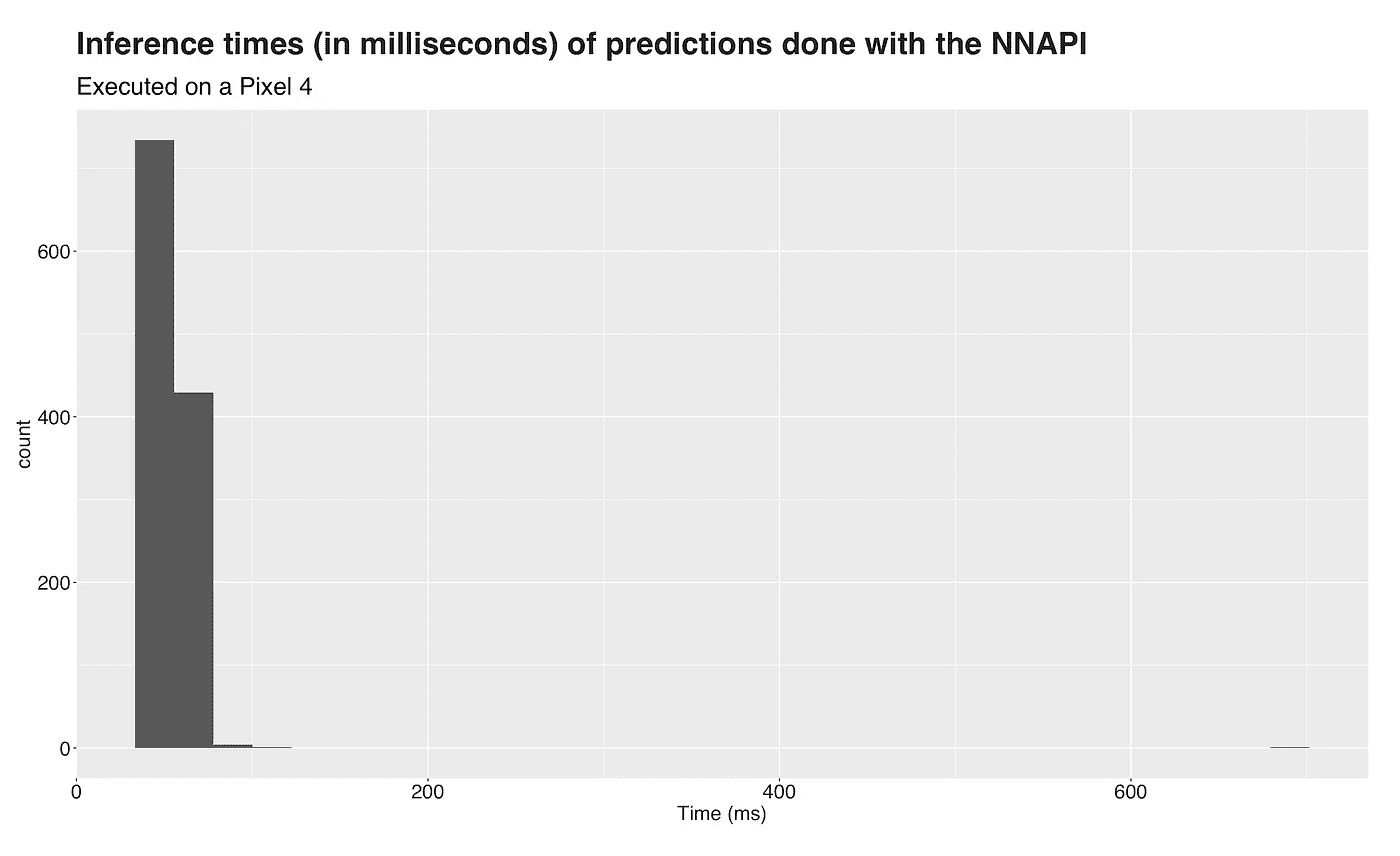 Inference times (in milliseconds) of predictions done with the NNAPI
Executed on a Pixel 4
count
600
400
200
0
0 200 400 600
Time (ms)